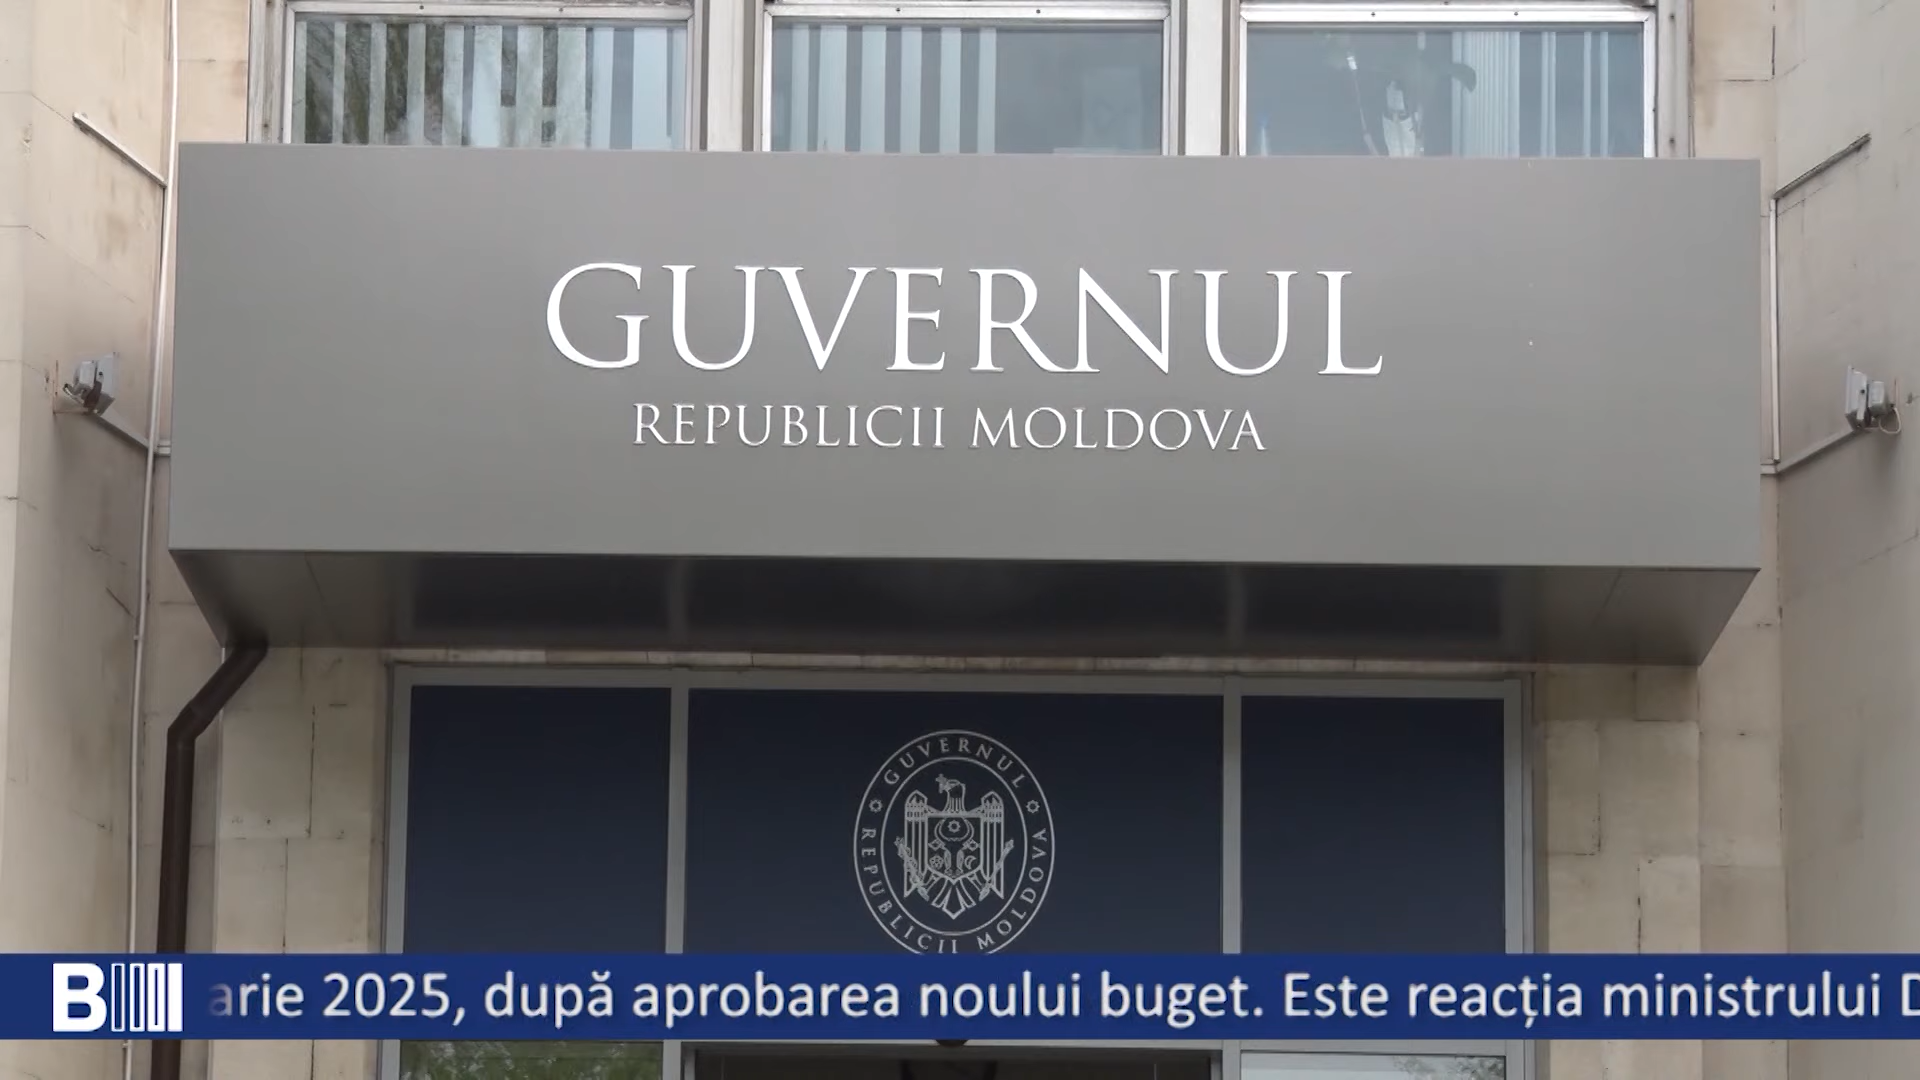 GUVERNUL
REPUBLICII MOLDOVA
GUVERNUL
REPUBLICII MOLDOVA
B arie 2025, după aprobarea noului buget. Este reacția ministrului D